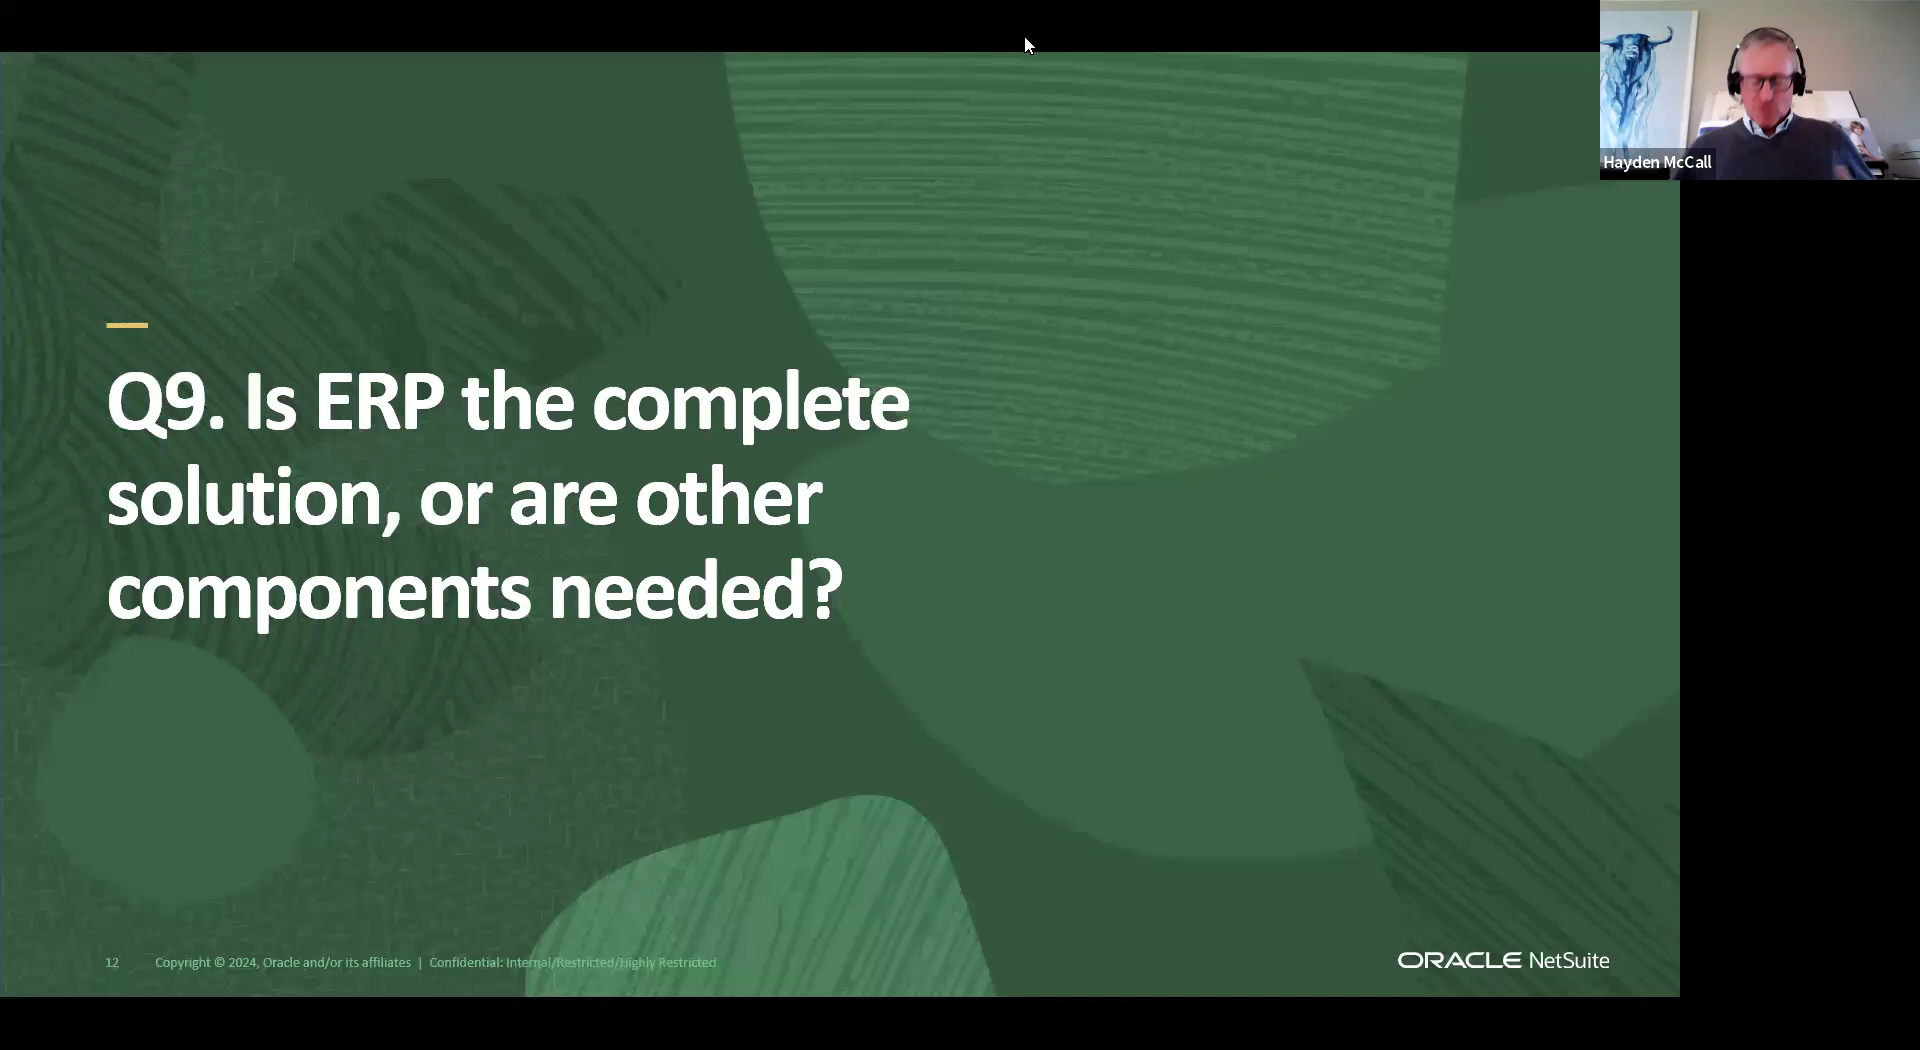 Hayden McCall
Q9. Is ERP the complete
solution, or are other
components needed?
12 Copyright © 2024, Oracle and/or its affiliates | Confidential: Internal/Restricted/Highly Restricted
ORACLE NetSuite